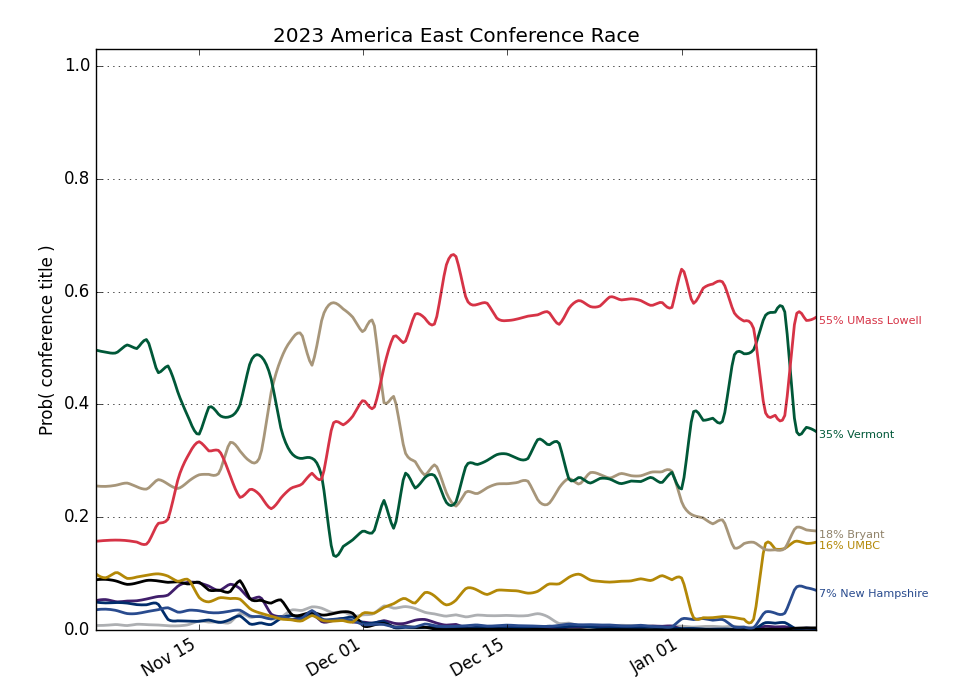 2023 America East Conference Race
Prob( conference title )
1.0
0.8
0.6
0.4
0.2
0.0
55% UMass Lowell
35% Vermont
18% Bryant
16% UMBC
7% New Hampshire
Nov 15
Dec 01
Dec 15
Jan 01